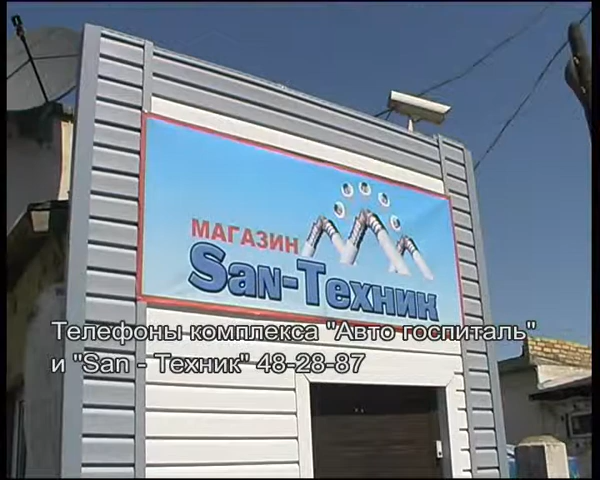 МАГАЗИН
San-Техник
Телефоны комплекса "Авто госпиталь"
и "San - Техник" 48-28-87